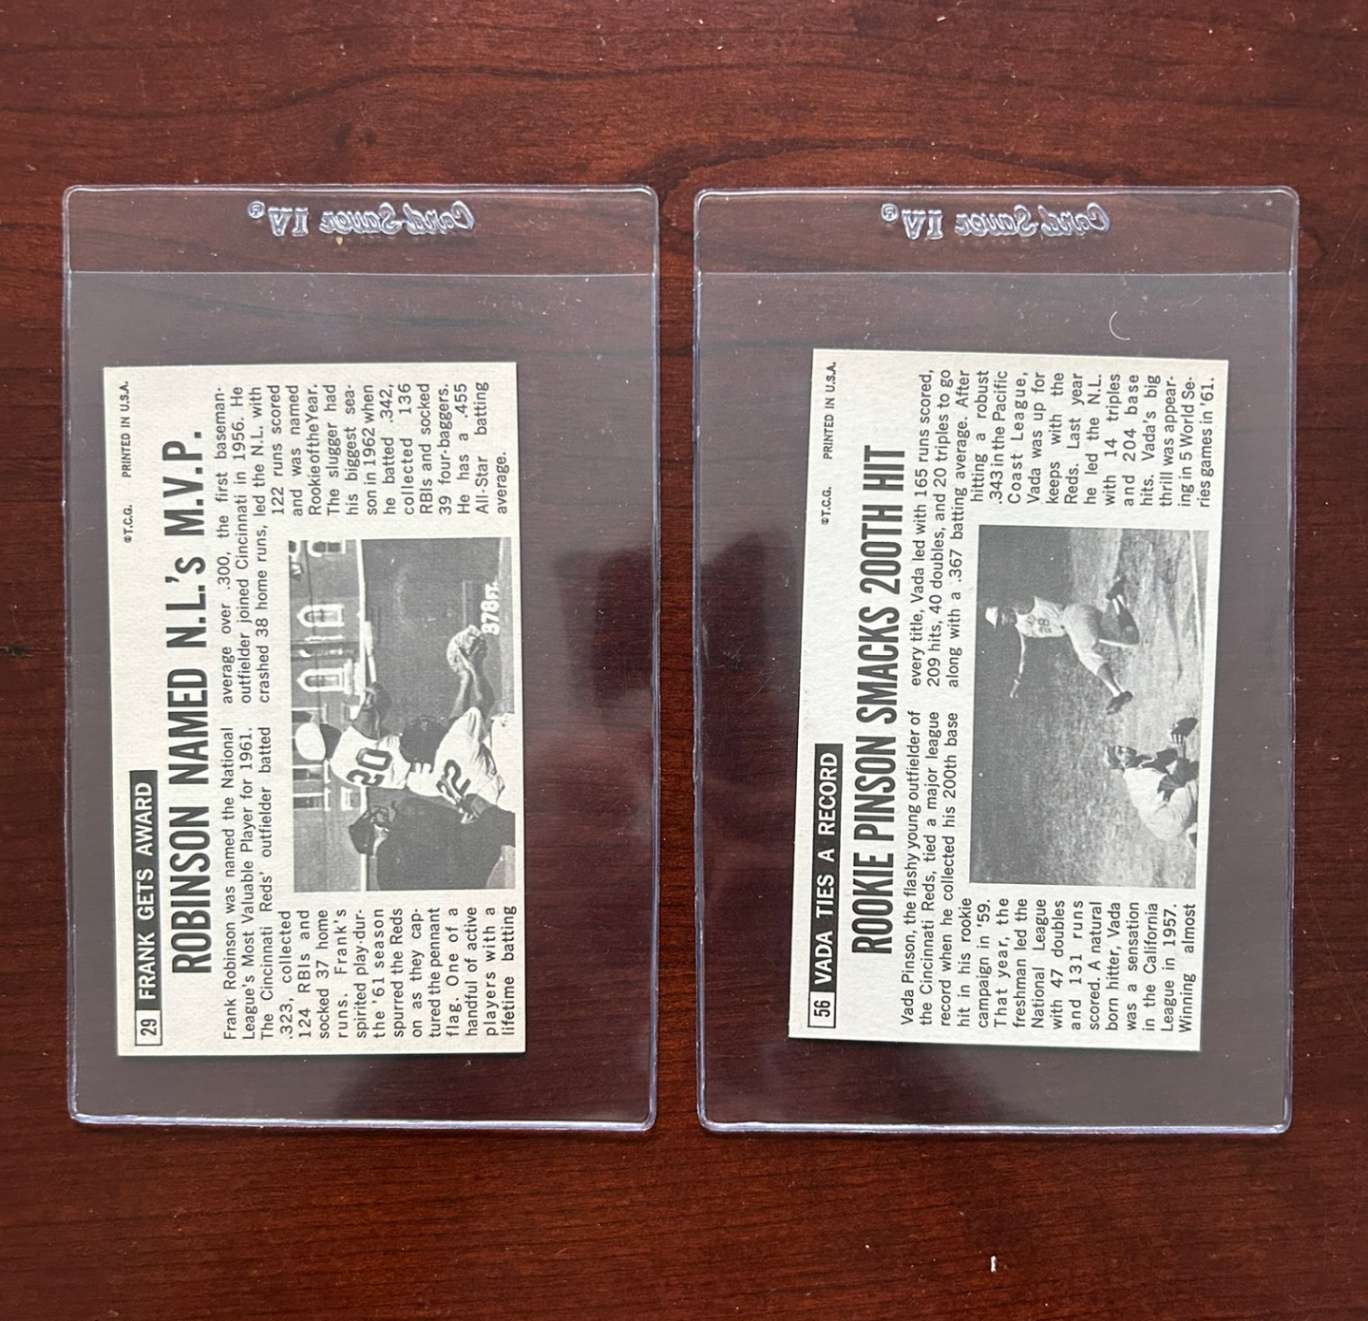 Card Saver IV®
29 FRANK GETS AWARD
©T.C.G. PRINTED IN U.S.A.
ROBINSON NAMED N.L.'s M.V.P.
Frank Robinson was named the National
League's Most Valuable Player for 1961.
The Cincinnati Reds' outfielder batted
.323, collected
124 RBIs and
socked 37 home
runs. Frank's
spirited play-dur-
the '61 season
spurred the Reds
on as they cap-
tured the pennant
flag. One of a
handful of active
players with a
lifetime batting
average over .300, the first baseman-
outfielder joined Cincinnati in 1956. He
crashed 38 home runs, led the N.L. with
122 runs scored
and was named
Rookie of the Year.
The slugger had
his biggest sea-
son in 1962 when
he batted .342,
collected 136
RBIs and socked
39 four-baggers.
He has a .455
All-Star batting
average.
20
378FT.
Card Saver IV®
56 VADA TIES A RECORD
©T.C.G. PRINTED IN U.S.A.
ROOKIE PINSON SMACKS 200TH HIT
Vada Pinson, the flashy young outfielder of
the Cincinnati Reds, tied a major league
record when he collected his 200th base
hit in his rookie
campaign in '59.
That year, the
freshman led the
National League
with 47 doubles
and 131 runs
scored. A natural
born hitter, Vada
was a sensation
in the California
League in 1957.
Winning almost
every title, Vada led with 165 runs scored,
209 hits, 40 doubles, and 20 triples to go
along with a .367 batting average. After
hitting a robust
.343 in the Pacific
Coast League,
Vada was up for
keeps with the
Reds. Last year
he led the N.L.
with 14 triples
and 204 base
hits. Vada's big
thrill was appear-
ing in 5 World Se-
ries games in '61.
28